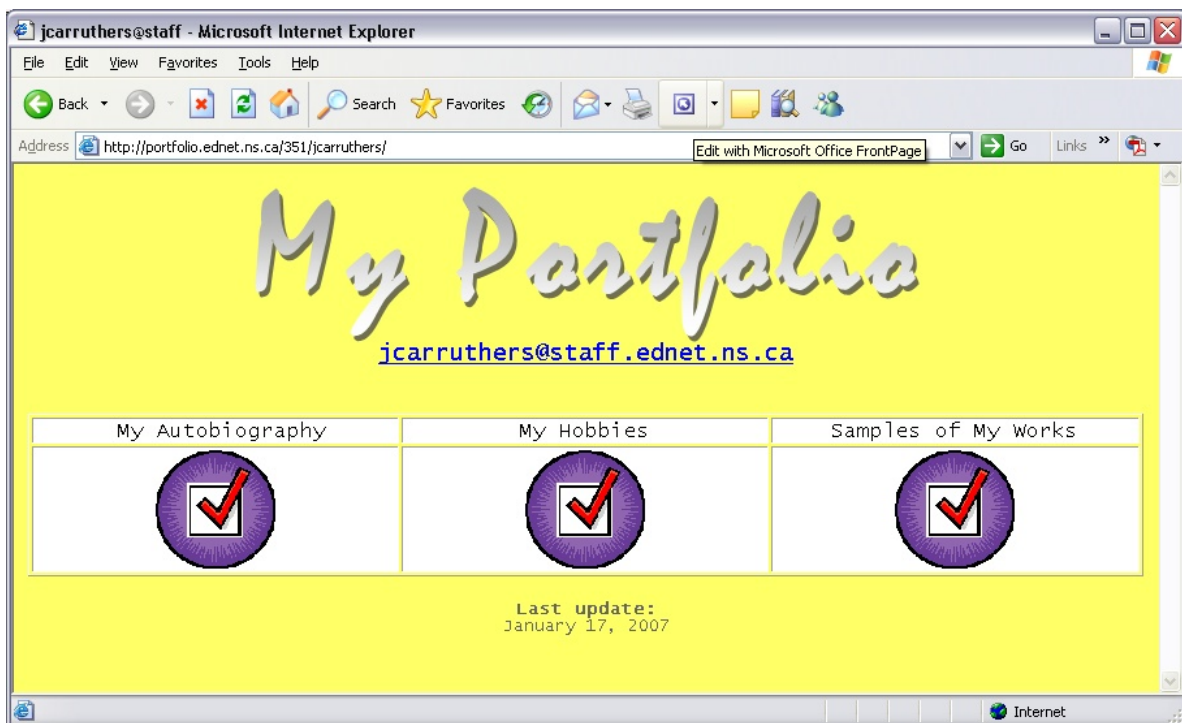 jcarruthers@staff - Microsoft Internet Explorer
File Edit View Favorites Tools Help
Back Search Favorites
Address http://portfolio.ednet.ns.ca/351/jcarruthers/ Edit with Microsoft Office FrontPage Go Links »
My Portfolio
jcarruthers@staff.ednet.ns.ca
My Autobiography My Hobbies Samples of My Works
Last update:
January 17, 2007
Internet